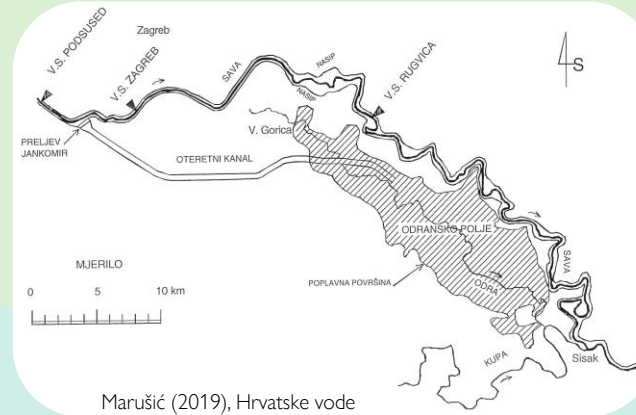 Zagreb
V.S. PODSUSED
V.S. ZAGREB
SAVA
NASIP
NASIP
V.S. RUGVICA
S
PRELJEV
JANKOMIR
V. Gorica
OTERETNI KANAL
ODRANSKO POLJE
MJERILO
0 5 10 km
POPLAVNA POVRŠINA
ODRA
SAVA
KUPA
Sisak
Marušić (2019), Hrvatske vode